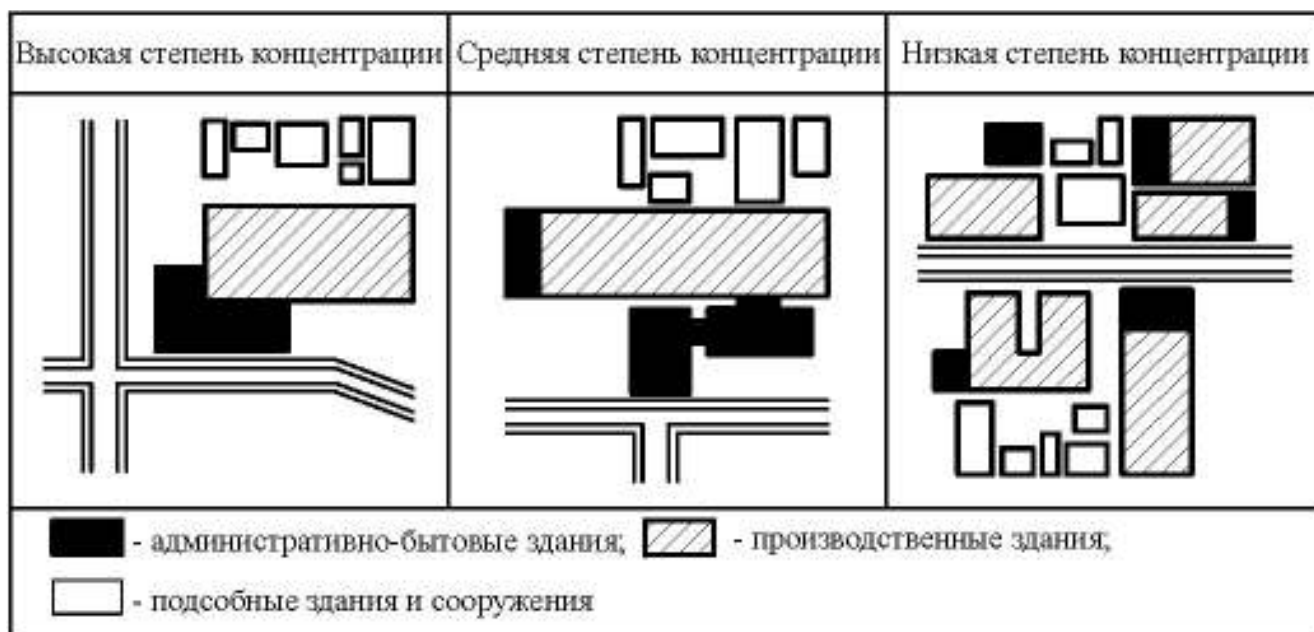 Высокая степень концентрации
Средняя степень концентрации
Низкая степень концентрации
- административно-бытовые здания;
- производственные здания;
- подсобные здания и сооружения